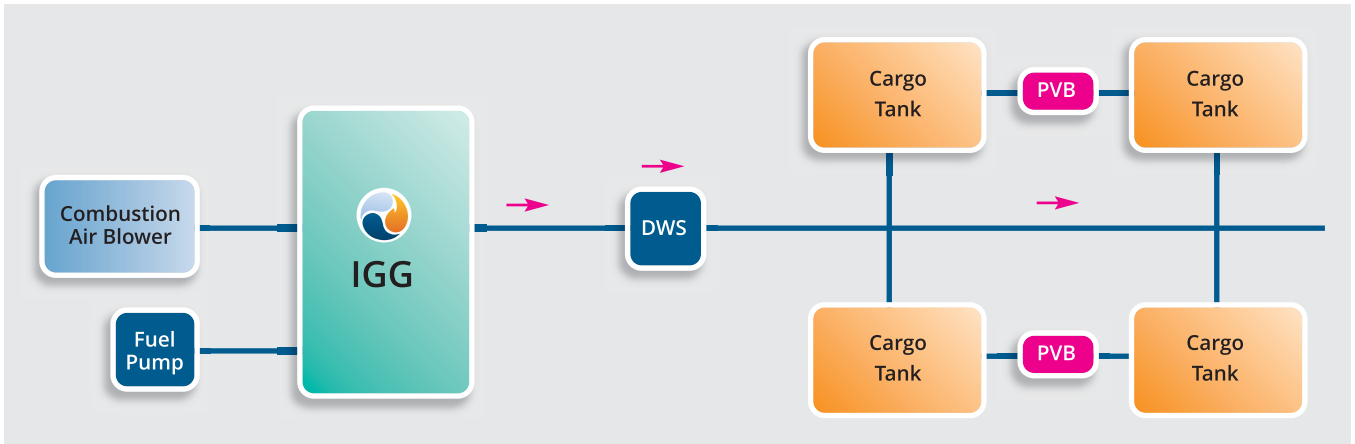 Combustion
Air Blower
Fuel
Pump
IGG
DWS
Cargo
Tank
PVB
Cargo
Tank
Cargo
Tank
PVB
Cargo
Tank